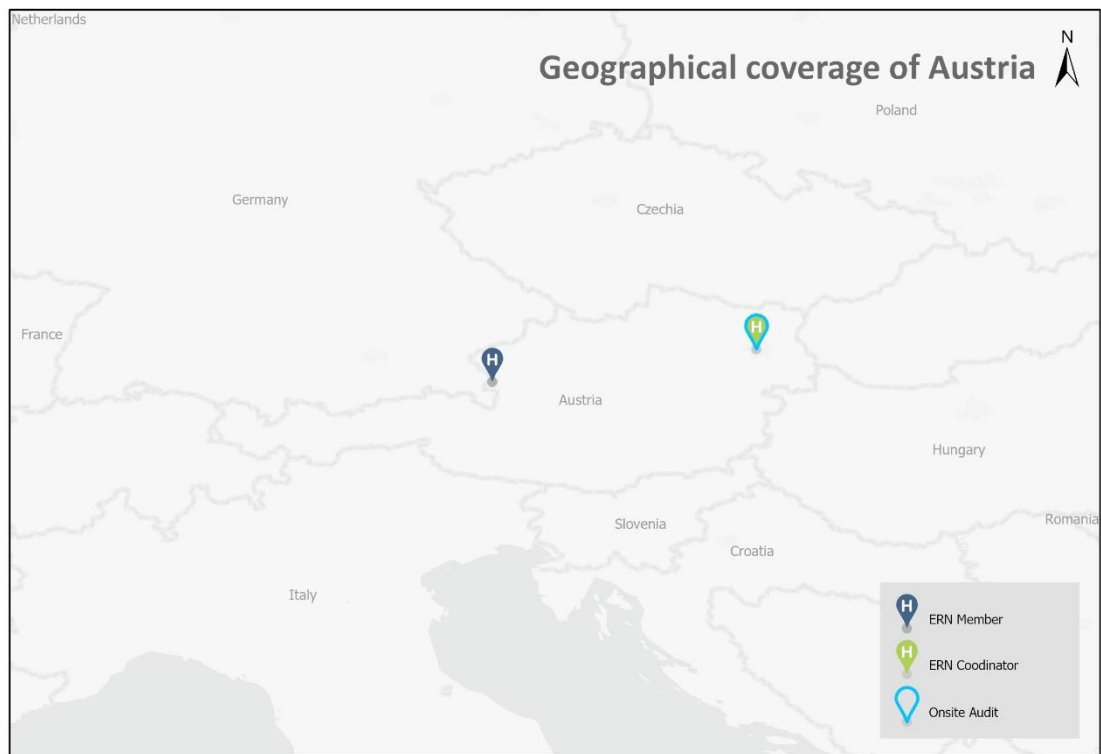 Netherlands
N
Geographical coverage of Austria
Poland
Germany
Czechia
France
H
H
Austria
Hungary
Slovenia
Romania
Croatia
Italy
H
ERN Member
H
ERN Coodinator
Onsite Audit